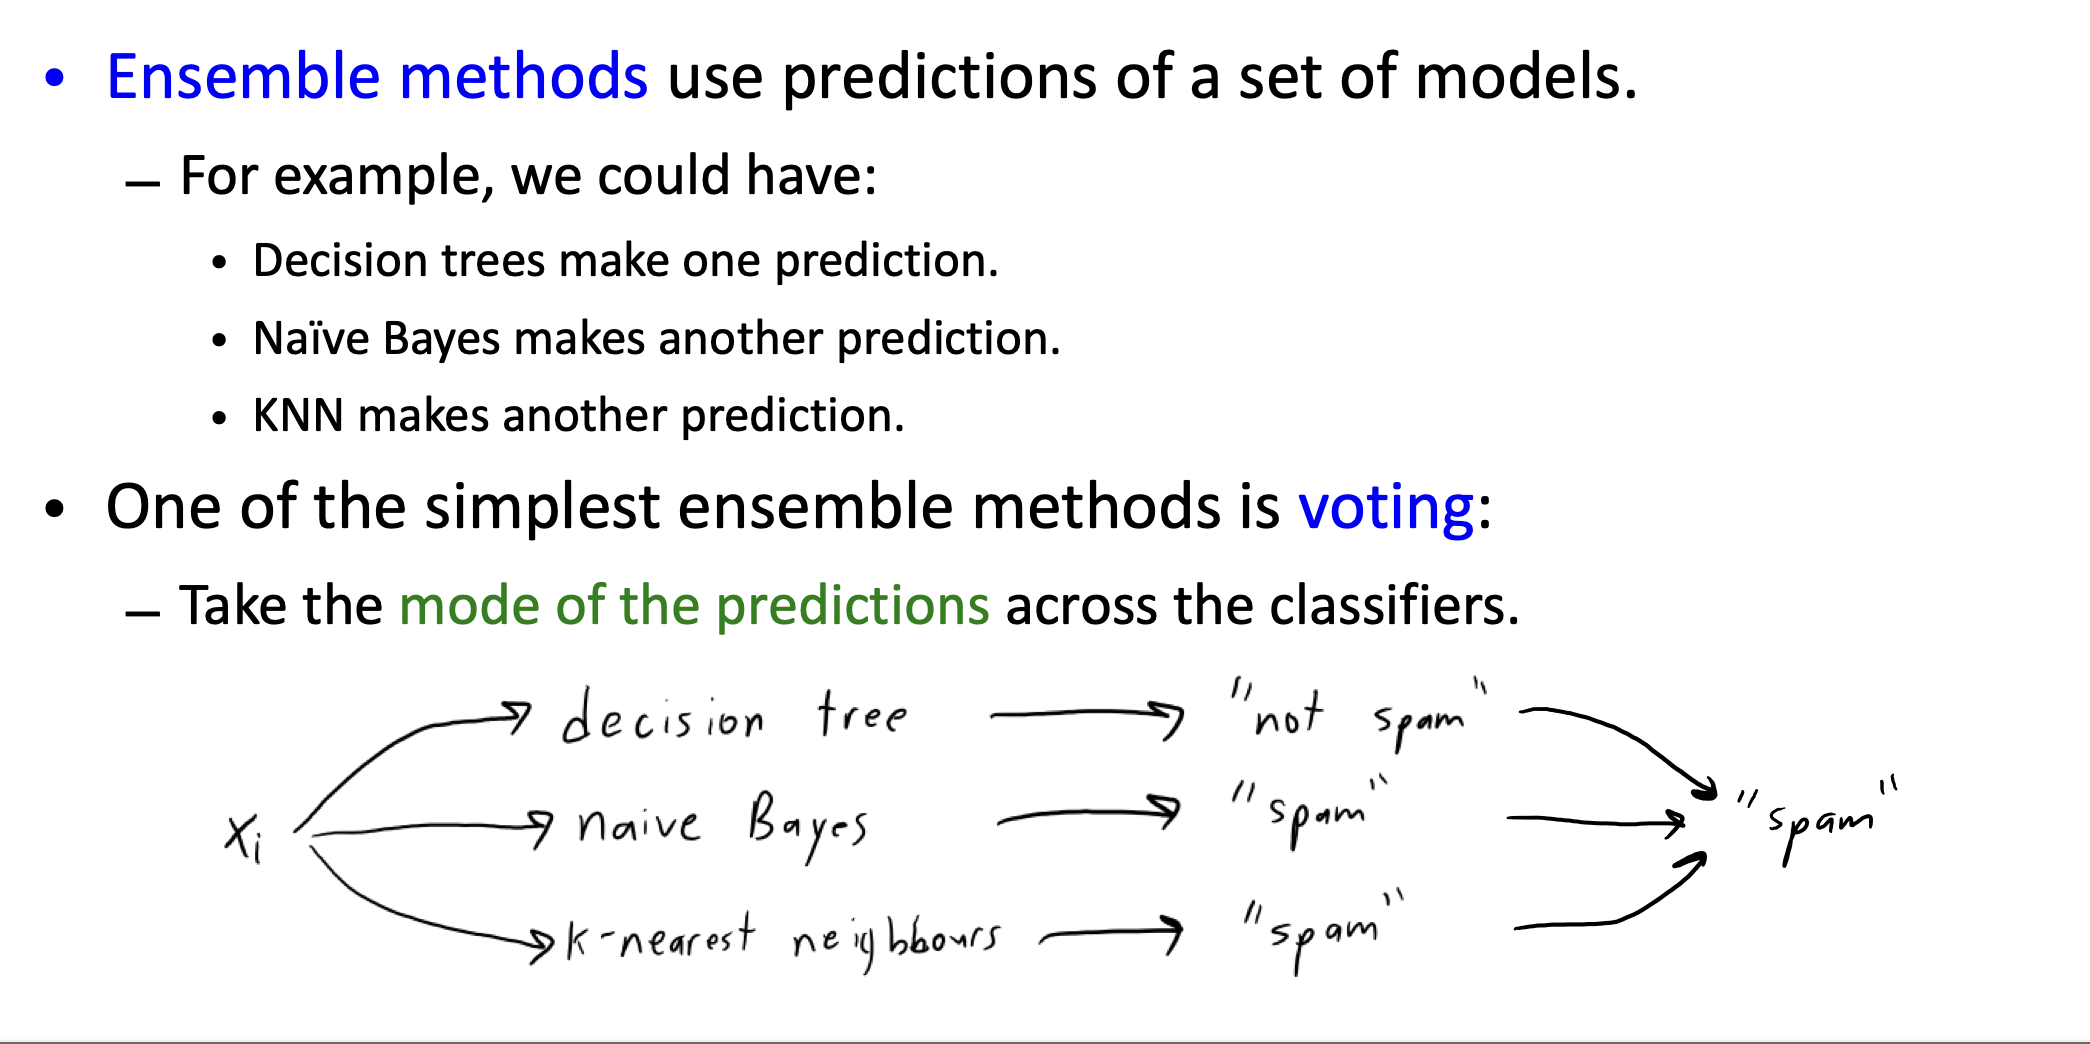 • Ensemble methods use predictions of a set of models.
– For example, we could have:
• Decision trees make one prediction.
• Naïve Bayes makes another prediction.
• KNN makes another prediction.
• One of the simplest ensemble methods is voting:
– Take the mode of the predictions across the classifiers.
decision tree "not spam"
xi naive Bayes "spam" "spam"
k-nearest neighbours "spam"